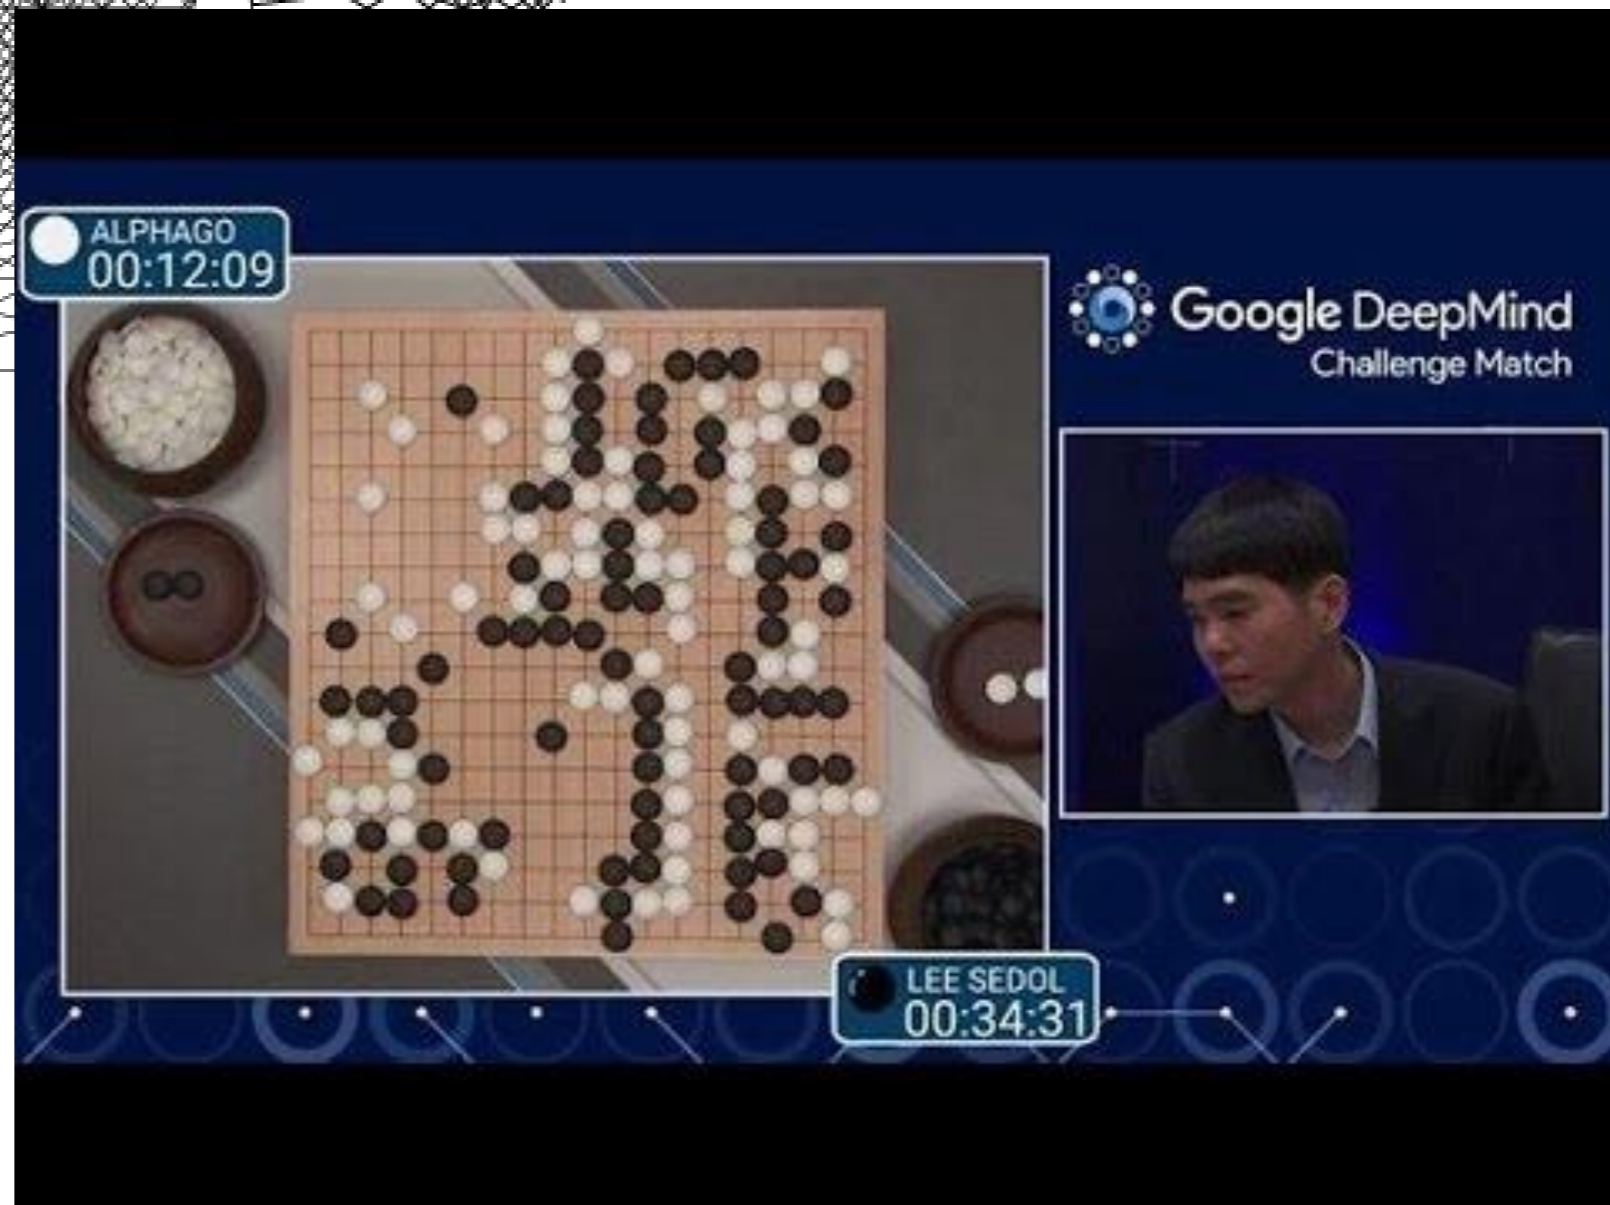 ALPHAGO
00:12:09
Google DeepMind
Challenge Match
LEE SEDOL
00:34:31